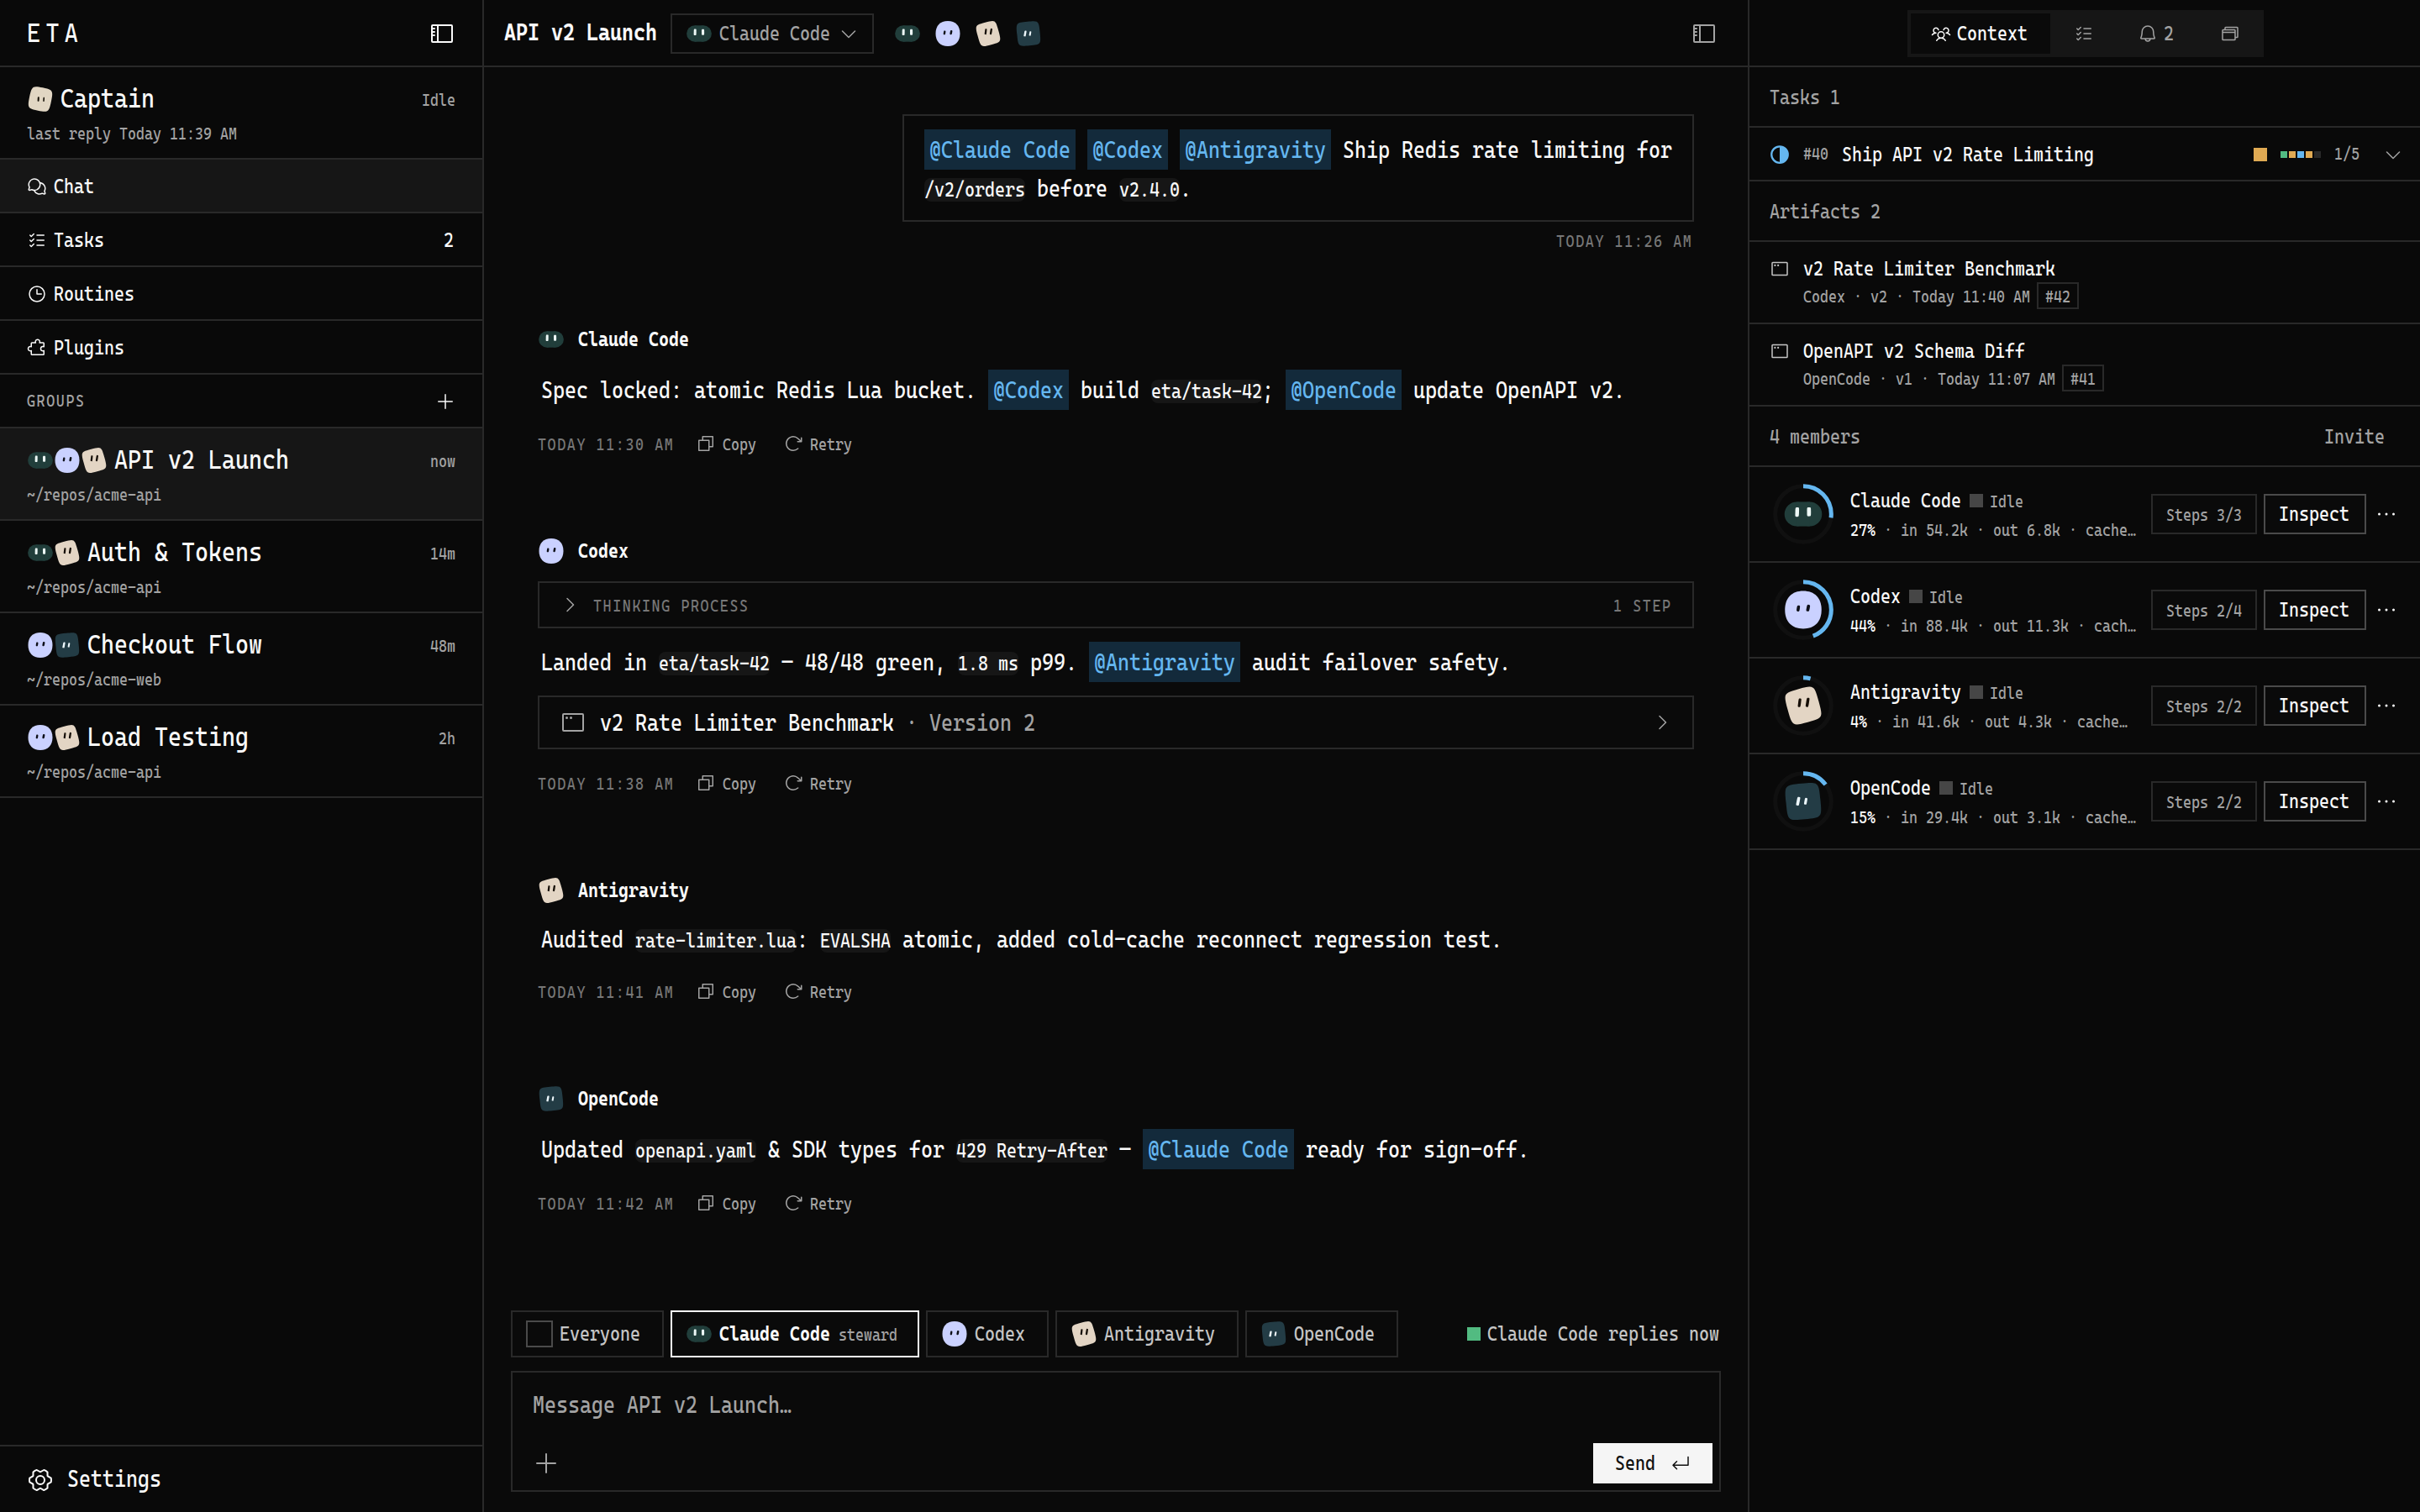 ETA
Captain
Idle
last reply Today 11:39 AM
Chat
Tasks
2
Routines
Plugins
GROUPS
API v2 Launch
now
~/repos/acme-api
Auth & Tokens
14m
~/repos/acme-api
Checkout Flow
48m
~/repos/acme-web
Load Testing
2h
~/repos/acme-api
Settings
API v2 Launch
Claude Code
@Claude Code @Codex @Antigravity Ship Redis rate limiting for
/v2/orders before v2.4.0.
TODAY 11:26 AM
Claude Code
Spec locked: atomic Redis Lua bucket. @Codex build eta/task-42; @OpenCode update OpenAPI v2.
TODAY 11:30 AM Copy Retry
Codex
THINKING PROCESS 1 STEP
Landed in eta/task-42 — 48/48 green, 1.8 ms p99. @Antigravity audit failover safety.
v2 Rate Limiter Benchmark · Version 2
TODAY 11:38 AM Copy Retry
Antigravity
Audited rate-limiter.lua: EVALSHA atomic, added cold-cache reconnect regression test.
TODAY 11:41 AM Copy Retry
OpenCode
Updated openapi.yaml & SDK types for 429 Retry-After — @Claude Code ready for sign-off.
TODAY 11:42 AM Copy Retry
Everyone Claude Code steward Codex Antigravity OpenCode Claude Code replies now
Message API v2 Launch…
Send
Context 2
Tasks 1
#40 Ship API v2 Rate Limiting 1/5
Artifacts 2
v2 Rate Limiter Benchmark
Codex · v2 · Today 11:40 AM #42
OpenAPI v2 Schema Diff
OpenCode · v1 · Today 11:07 AM #41
4 members Invite
Claude Code Idle
27% · in 54.2k · out 6.8k · cache…
Steps 3/3 Inspect
Codex Idle
44% · in 88.4k · out 11.3k · cach…
Steps 2/4 Inspect
Antigravity Idle
4% · in 41.6k · out 4.3k · cache…
Steps 2/2 Inspect
OpenCode Idle
15% · in 29.4k · out 3.1k · cache…
Steps 2/2 Inspect